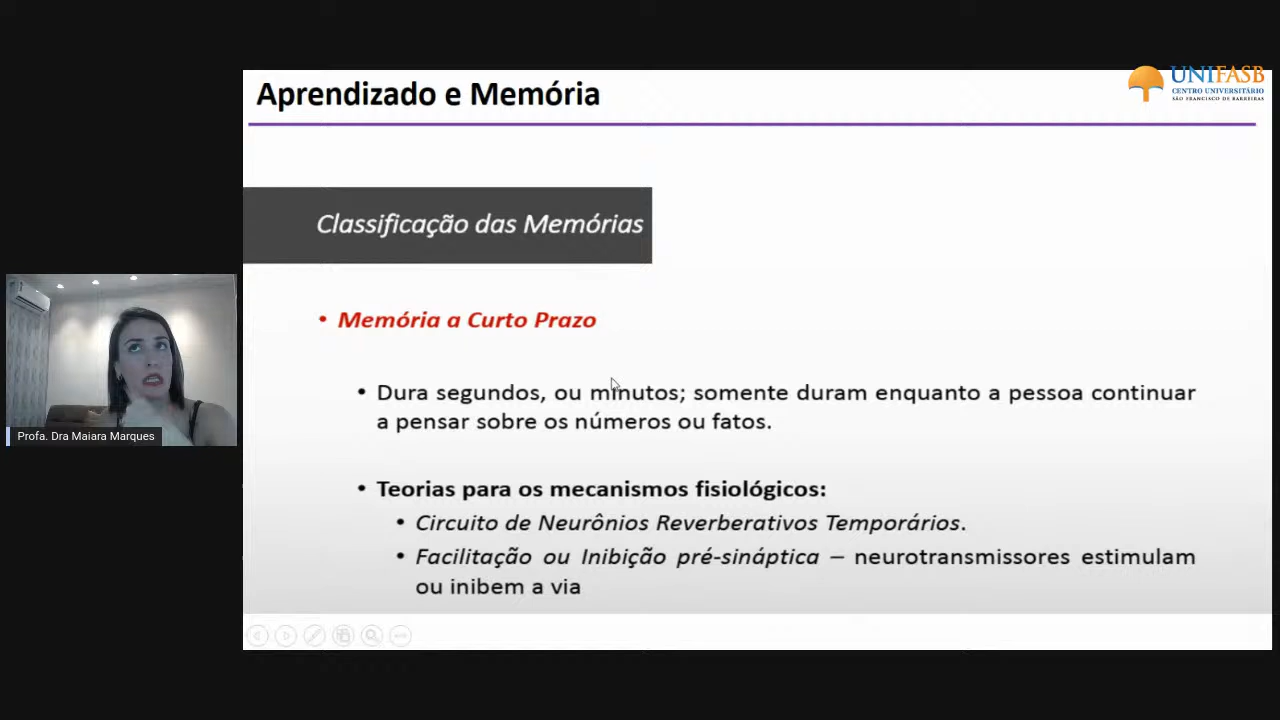 Aprendizado e Memória
UNIFASB
CENTRO UNIVERSITÁRIO
SÃO FRANCISCO DE BARREIRAS
Classificação das Memórias
• Memória a Curto Prazo
• Dura segundos, ou minutos; somente duram enquanto a pessoa continuar
a pensar sobre os números ou fatos.
• Teorias para os mecanismos fisiológicos:
• Circuito de Neurônios Reverberativos Temporários.
• Facilitação ou Inibição pré-sináptica – neurotransmissores estimulam
ou inibem a via
Profa. Dra Maiara Marques